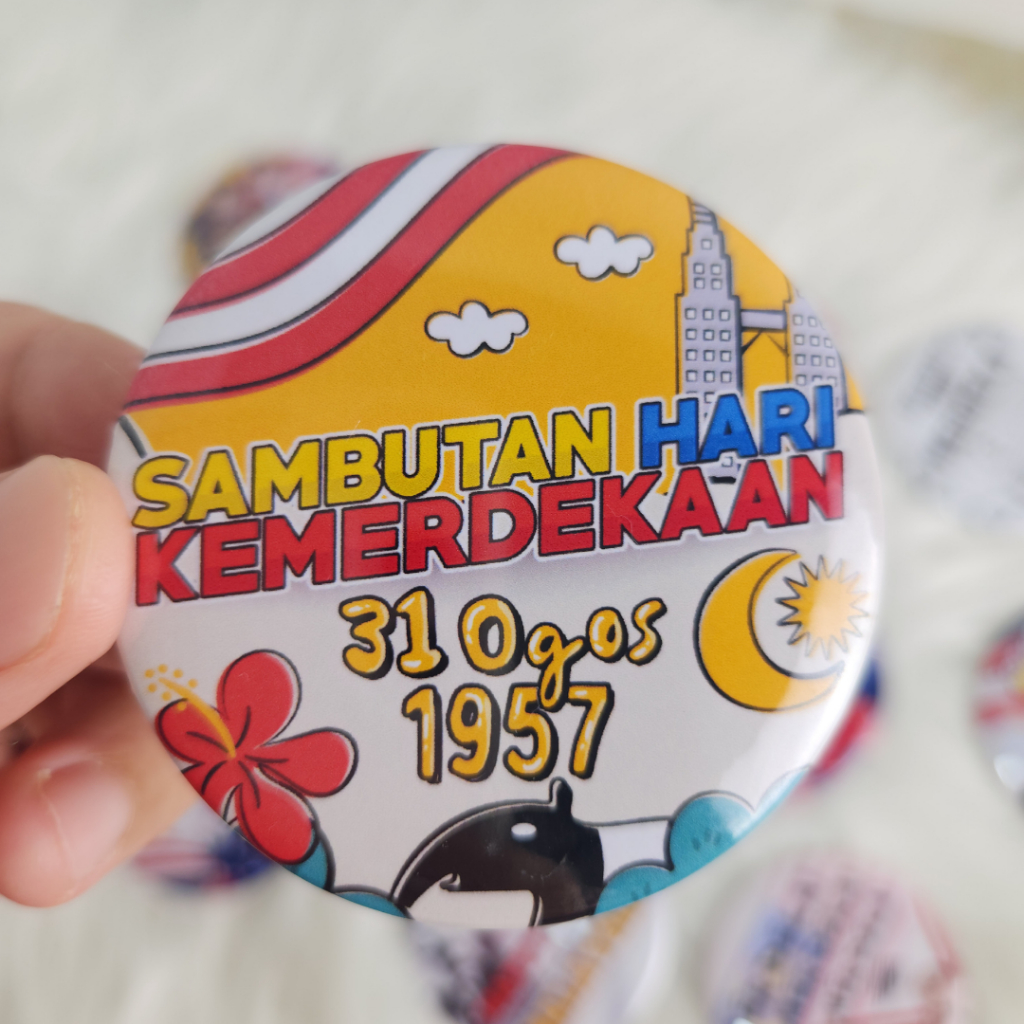 SAMBUTAN HARI
KEMERDEKAAN
31 Ogos
1957